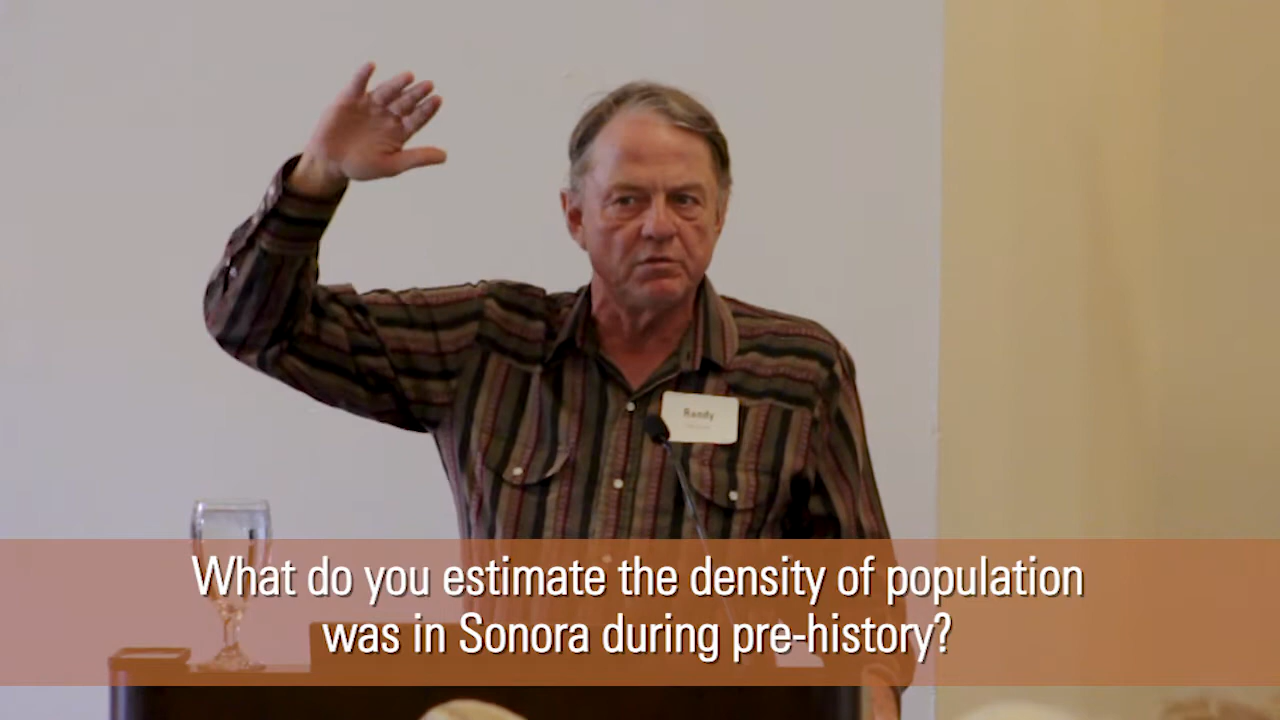 Randy
What do you estimate the density of population
was in Sonora during pre-history?